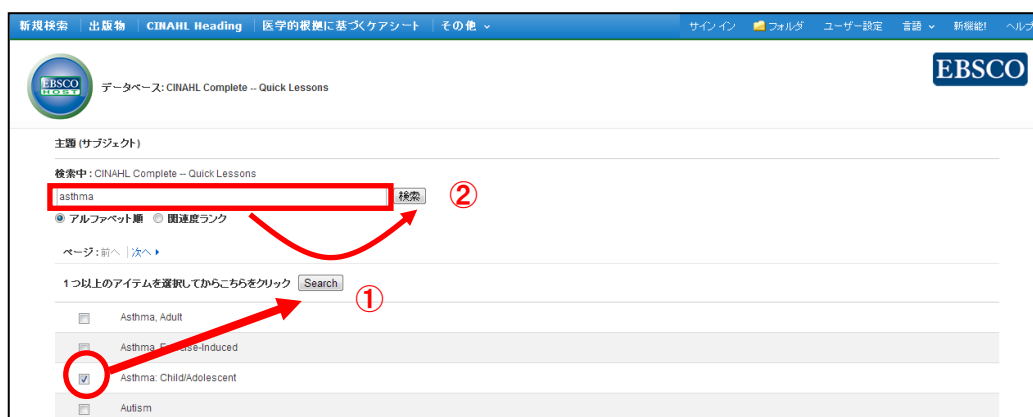 新規検索 出版物 CINAHL Heading 医学的根拠に基づくケアシート その他 サインイン フォルダ ユーザー設定 言語 新機能! ヘルプ
EBSCO HOST
データベース: CINAHL Complete -- Quick Lessons
EBSCO
主題 (サブジェクト)
検索中 : CINAHL Complete -- Quick Lessons
asthma 検索 ②
アルファベット順 関連度ランク
ページ : 前へ | 次へ
1つ以上のアイテムを選択してからこちらをクリック Search
①
Asthma, Adult
Asthma, Exercise-Induced
Asthma: Child/Adolescent
Autism